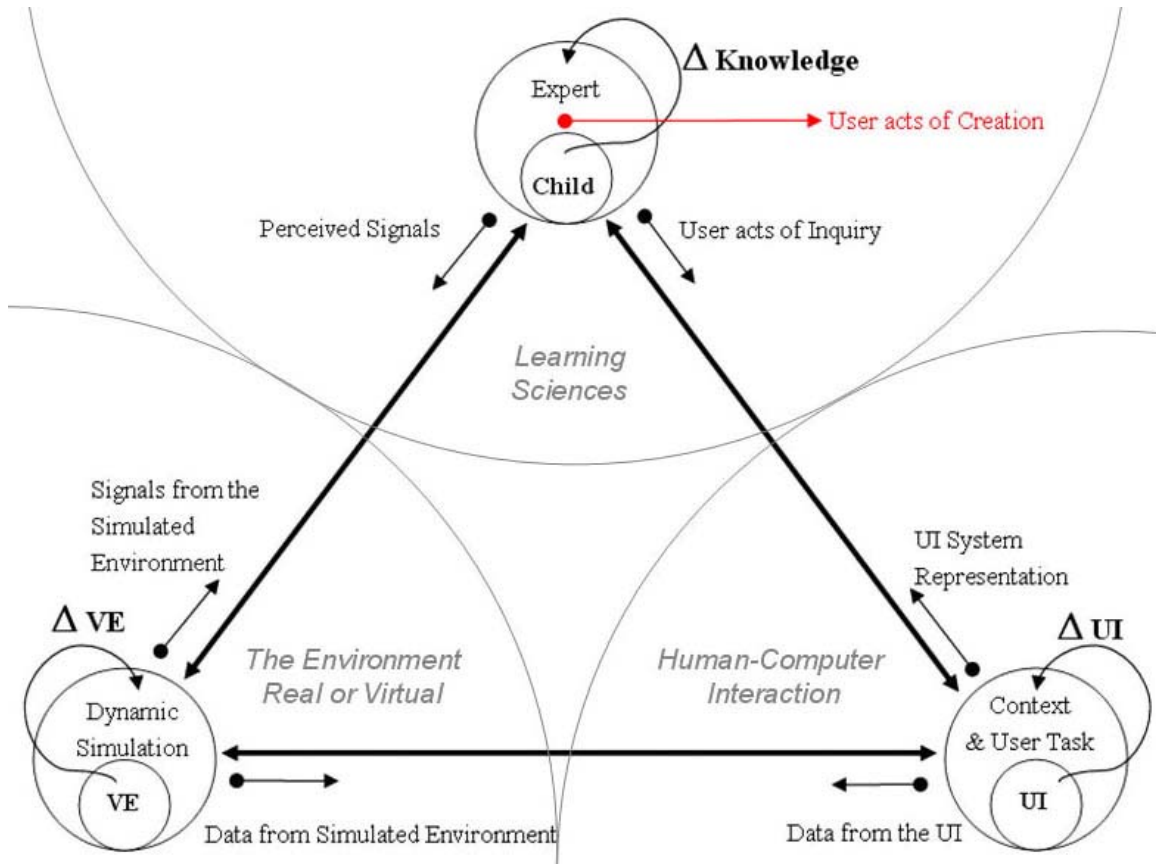 Δ Knowledge
Expert
User acts of Creation
Child
Perceived Signals
User acts of Inquiry
Learning
Sciences
Signals from the
Simulated
Environment
UI System
Representation
Δ VE
Δ UI
The Environment
Real or Virtual
Human-Computer
Interaction
Dynamic
Simulation
Context
& User Task
VE
UI
Data from Simulated Environment
Data from the UI